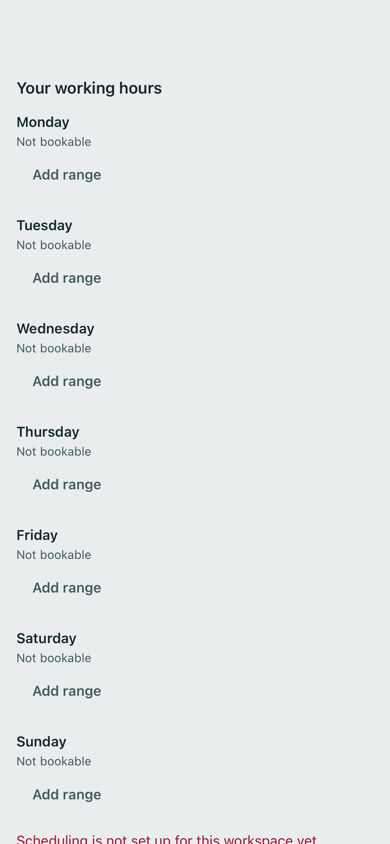 Your working hours
Monday
Not bookable
Add range
Tuesday
Not bookable
Add range
Wednesday
Not bookable
Add range
Thursday
Not bookable
Add range
Friday
Not bookable
Add range
Saturday
Not bookable
Add range
Sunday
Not bookable
Add range
Scheduling is not set up for this workspace yet